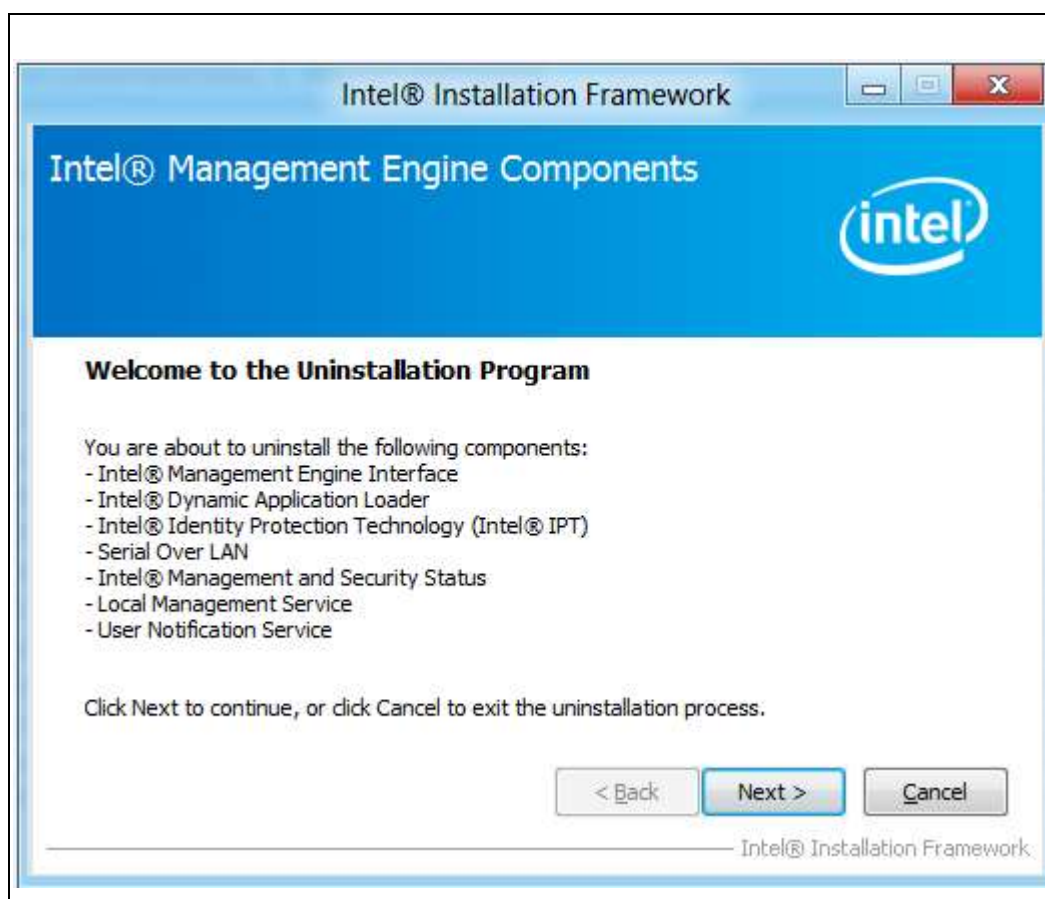 Intel® Installation Framework
Intel® Management Engine Components
intel
Welcome to the Uninstallation Program
You are about to uninstall the following components:
- Intel® Management Engine Interface
- Intel® Dynamic Application Loader
- Intel® Identity Protection Technology (Intel® IPT)
- Serial Over LAN
- Intel® Management and Security Status
- Local Management Service
- User Notification Service
Click Next to continue, or click Cancel to exit the uninstallation process.
< Back Next > Cancel
Intel® Installation Framework